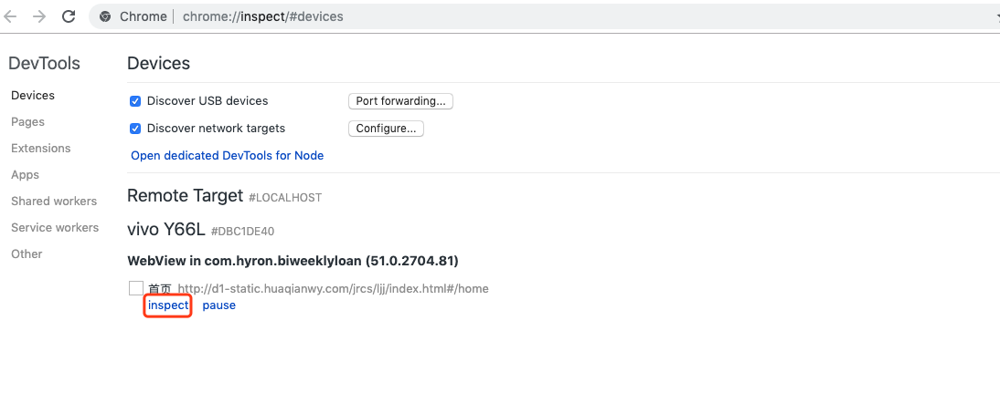 Chrome chrome://inspect/#devices
DevTools
Devices
Pages
Extensions
Apps
Shared workers
Service workers
Other
Devices
Discover USB devices Port forwarding...
Discover network targets Configure...
Open dedicated DevTools for Node
Remote Target #LOCALHOST
vivo Y66L #DBC1DE40
WebView in com.hyron.biweeklyloan (51.0.2704.81)
首页 http://d1-static.huaqianwy.com/jrcs/ljj/index.html#/home
inspect pause